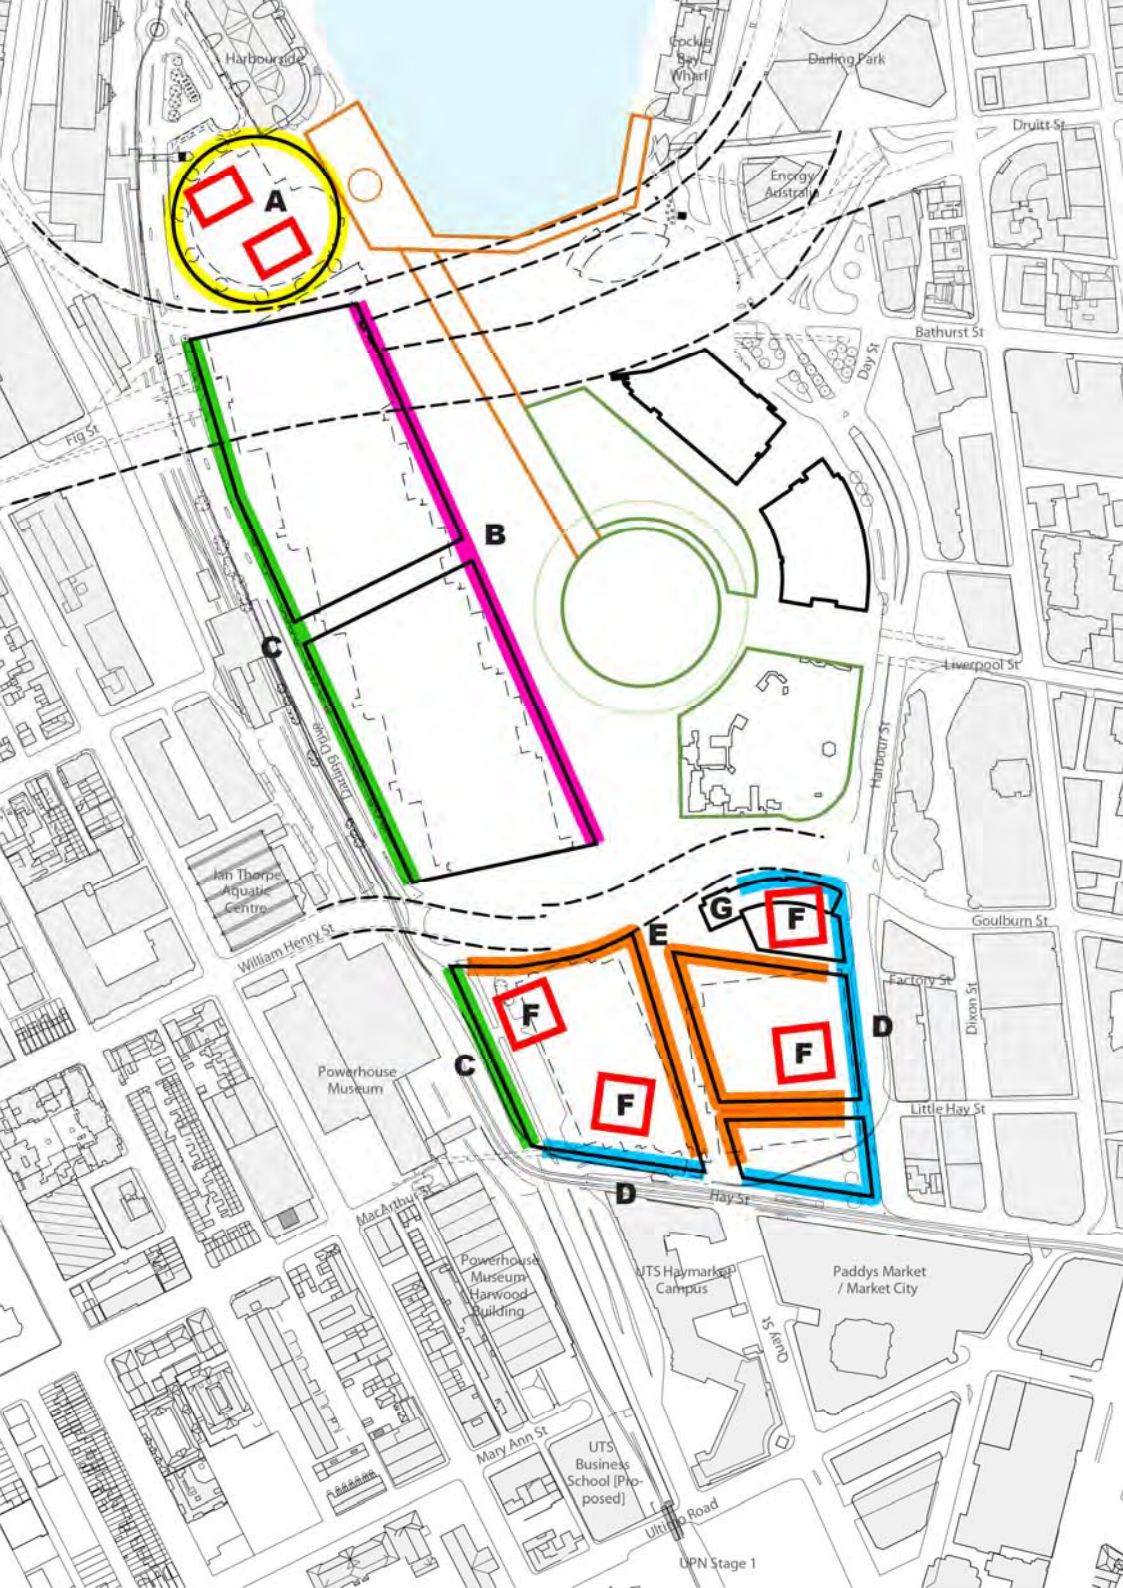 Harbourside
Cockle
Bay
Wharf
Darling Park
Druitt St
Energy
Australia
A
Bathurst St
Day St
Fig St
B
C
Liverpool St
Darling Drive
Harbour St
Ian Thorpe
Aquatic
Centre
G
F
Goulburn St
William Henry St
E
Factory St
Dixon St
F
D
F
C
Powerhouse
Museum
F
Little Hay St
D
Hay St
MacArthur St
Powerhouse
Museum
Harwood
Building
UTS Haymarket
Campus
Paddys Market
/ Market City
Quay St
Mary Ann St
UTS
Business
School [Pro-
posed]
Ultimo Road
UPN Stage 1